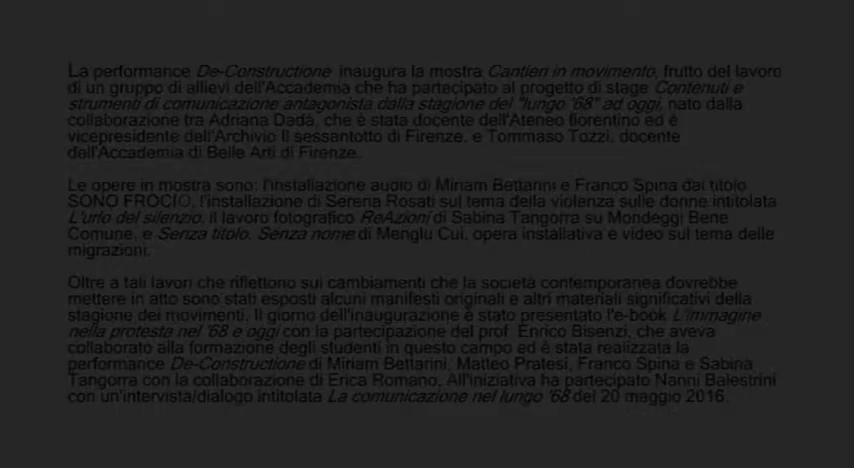 La performance De-Constructione inaugura la mostra Cantieri in movimento, frutto del lavoro
di un gruppo di allievi dell'Accademia che ha partecipato al progetto di stage Contenuti e
strumenti di comunicazione antagonista dalla stagione del "lungo '68" ad oggi, nato dalla
collaborazione tra Adriana Dadà, che è stata docente dell'Ateneo fiorentino ed è
vicepresidente dell'Archivio Il sessantotto di Firenze, e Tommaso Tozzi, docente
dell'Accademia di Belle Arti di Firenze.
Le opere in mostra sono: l'installazione audio di Miriam Bettarini e Franco Spina dal titolo
SONO FROCIO, l'installazione di Serena Rosati sul tema della violenza sulle donne intitolata
L'urlo del silenzio, il lavoro fotografico ReAzioni di Sabina Tangorra su Mondeggi Bene
Comune, e Senza titolo. Senza nome di Menglu Cui, opera installativa e video sul tema delle
migrazioni.
Oltre a tali lavori che riflettono sui cambiamenti che la società contemporanea dovrebbe
mettere in atto sono stati esposti alcuni manifesti originali e altri materiali significativi della
stagione dei movimenti. Il giorno dell'inaugurazione è stato presentato l'e-book L'immagine
nella protesta nel '68 e oggi con la partecipazione del prof. Enrico Bisenzi, che aveva
collaborato alla formazione degli studenti in questo campo ed è stata realizzata la
performance De-Constructione di Miriam Bettarini, Matteo Pratesi, Franco Spina e Sabina
Tangorra con la collaborazione di Erica Romano. All'iniziativa ha partecipato Nanni Balestrini
con un'intervista/dialogo intitolata La comunicazione nel lungo '68 del 20 maggio 2016.